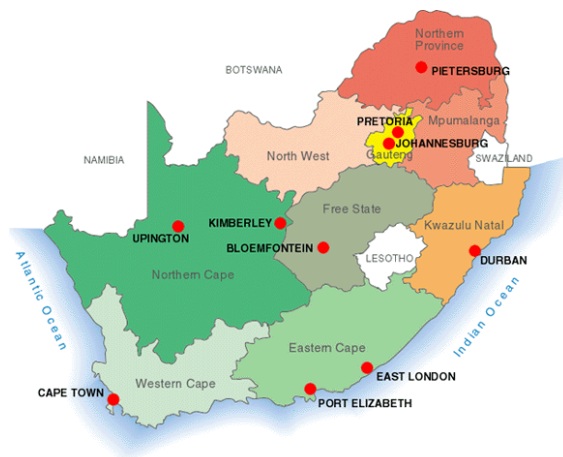 Northern
Province
PIETERSBURG
BOTSWANA
Mpumalanga
PRETORIA
JOHANNESBURG
Gauteng
North West
NAMIBIA
SWAZILAND
Free State
Kwazulu Natal
KIMBERLEY
UPINGTON
BLOEMFONTEIN
LESOTHO
DURBAN
Northern Cape
Atlantic Ocean
Indian Ocean
Eastern Cape
EAST LONDON
Western Cape
CAPE TOWN
PORT ELIZABETH